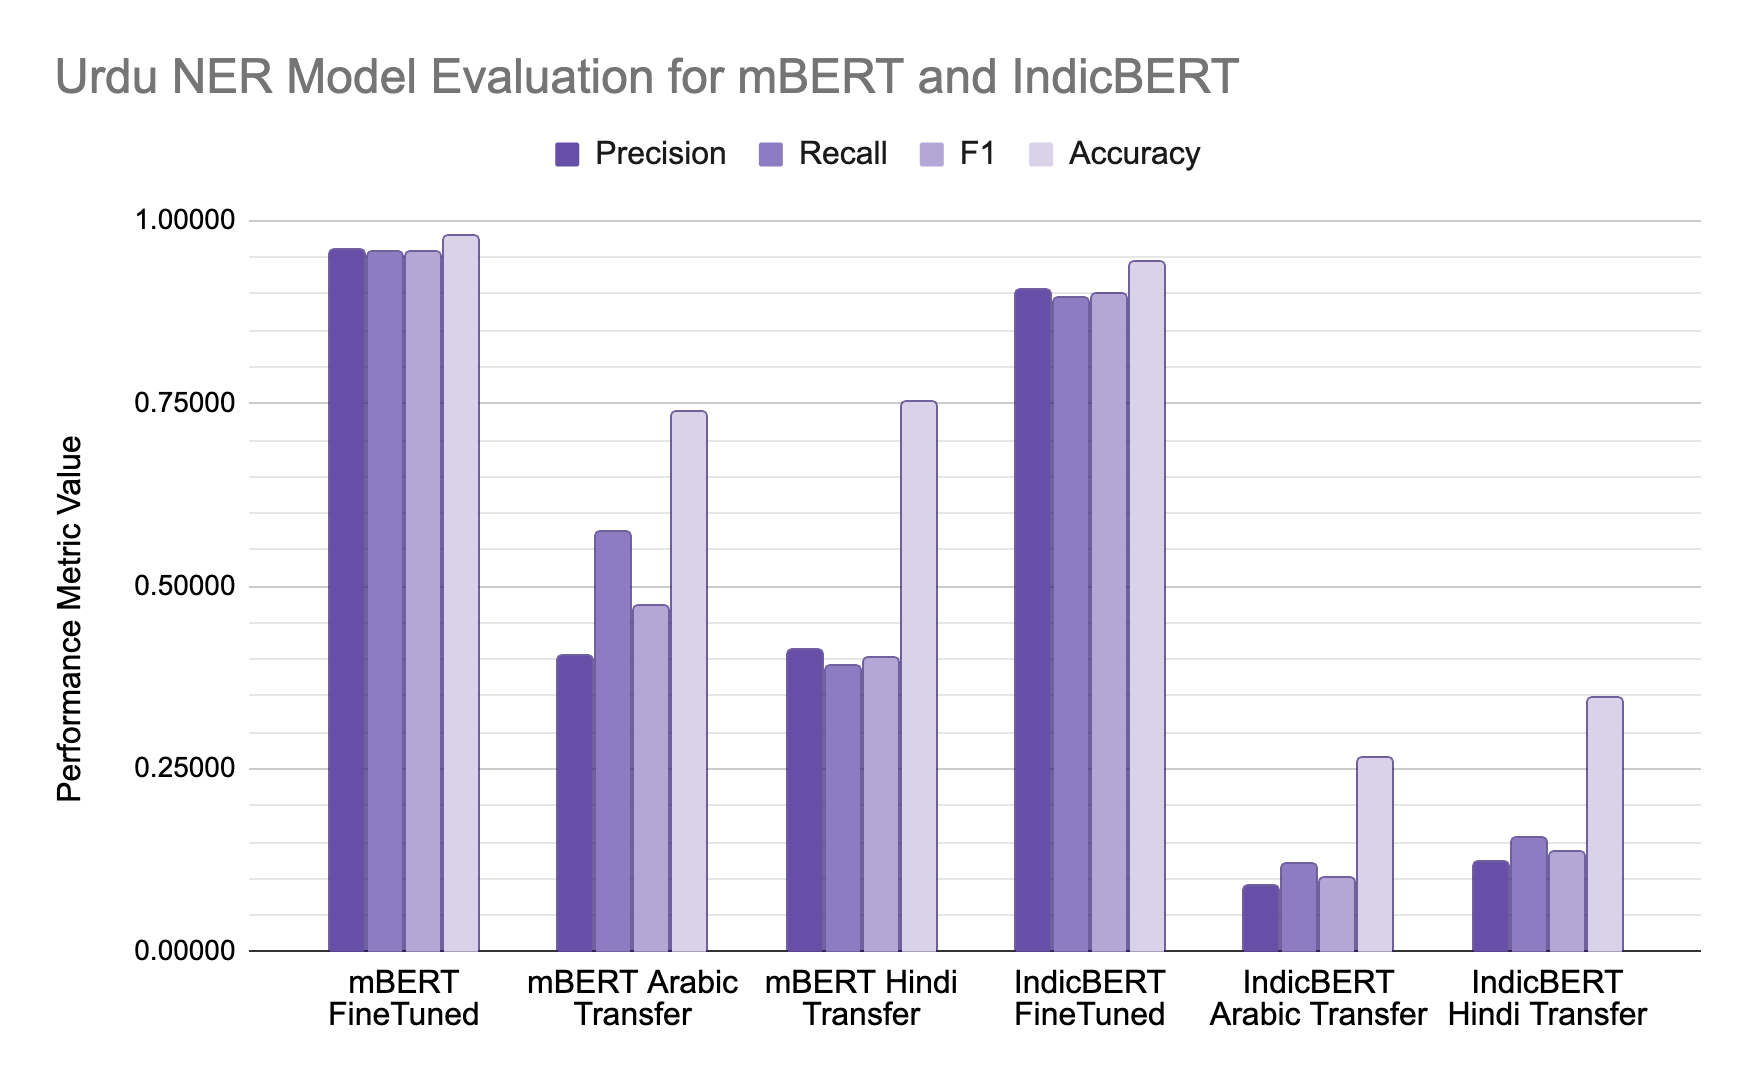 Urdu NER Model Evaluation for mBERT and IndicBERT
Precision Recall F1 Accuracy
1.00000
0.75000
0.50000
0.25000
0.00000
Performance Metric Value
mBERT FineTuned
mBERT Arabic Transfer
mBERT Hindi Transfer
IndicBERT FineTuned
IndicBERT Arabic Transfer
IndicBERT Hindi Transfer